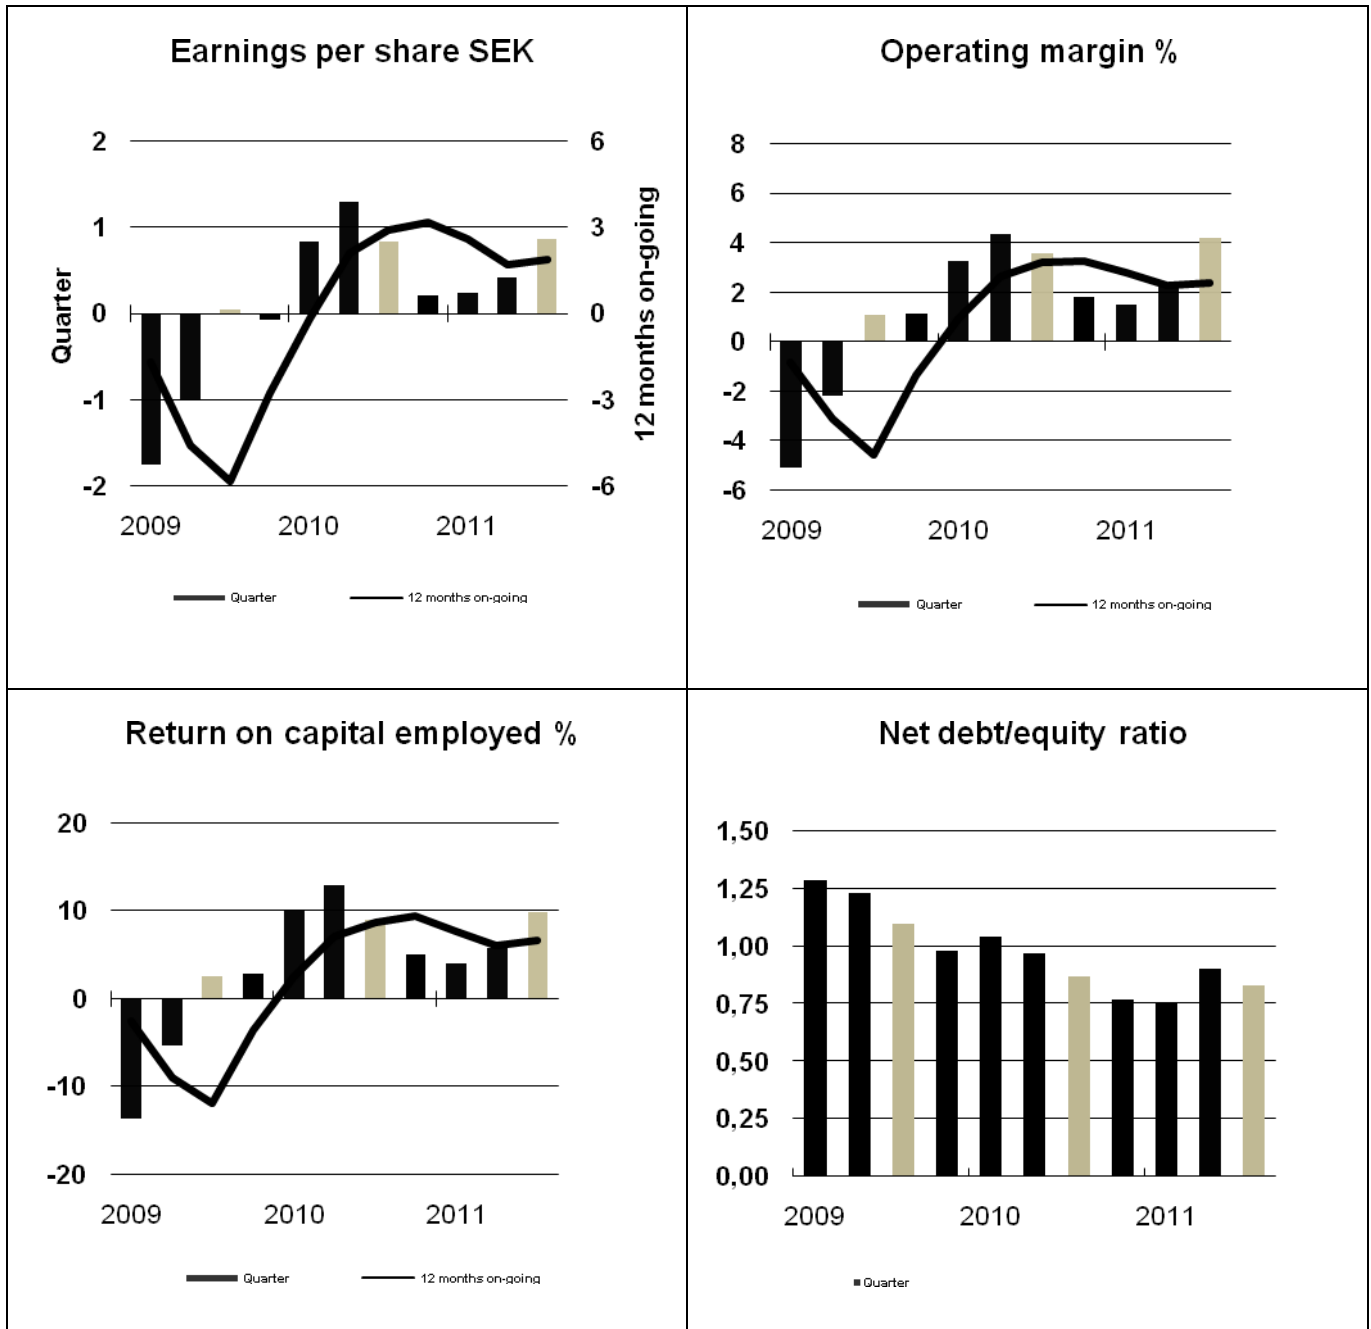 Earnings per share SEK
2 6
1 3
0 0
-1 -3
-2 -6
Quarter
12 months on-going
2009 2010 2011
Quarter 12 months on-going
Operating margin %
8
6
4
2
0
-2
-4
-6
2009 2010 2011
Quarter 12 months on-going
Return on capital employed %
20
10
0
-10
-20
2009 2010 2011
Quarter 12 months on-going
Net debt/equity ratio
1,50
1,25
1,00
0,75
0,50
0,25
0,00
2009 2010 2011
Quarter